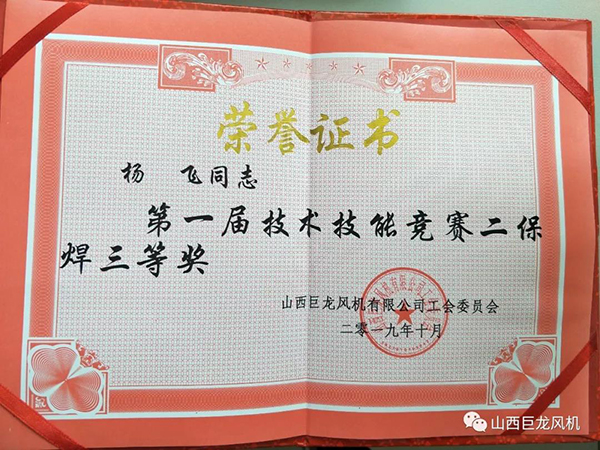 荣誉证书
杨 飞同志
第一届技术技能竞赛二保
焊三等奖
山西巨龙风机有限公司工会委员会
二零一九年十月
山西巨龙风机